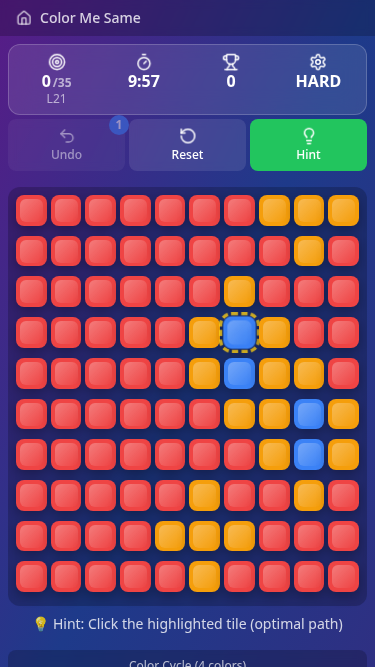 Color Me Same
0/35
L21
9:57
0
HARD
Undo
1
Reset
Hint
💡 Hint: Click the highlighted tile (optimal path)
Color Cycle (4 colors)